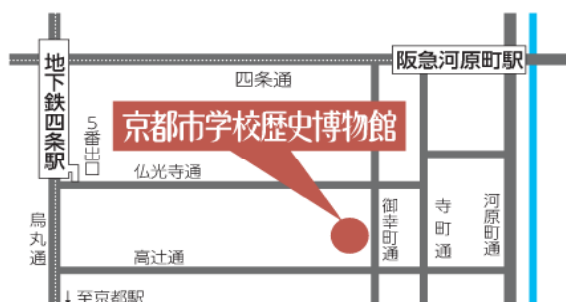 阪急河原町駅
四条通
地下鉄四条駅
5番出口
京都市学校歴史博物館
仏光寺通
御幸町通
寺町通
河原町通
烏丸通
高辻通
↓至京都駅